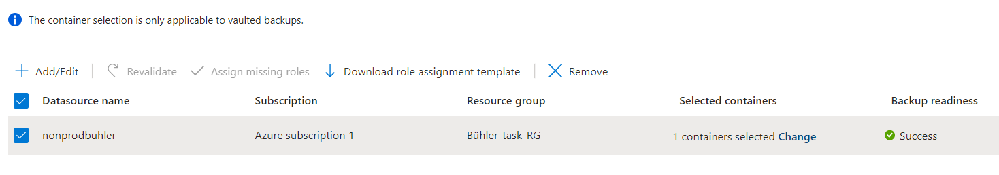 The container selection is only applicable to vaulted backups.
Add/Edit Revalidate Assign missing roles Download role assignment template Remove
Datasource name Subscription Resource group Selected containers Backup readiness
nonprodbuhler Azure subscription 1 Bühler_task_RG 1 containers selected Change Success